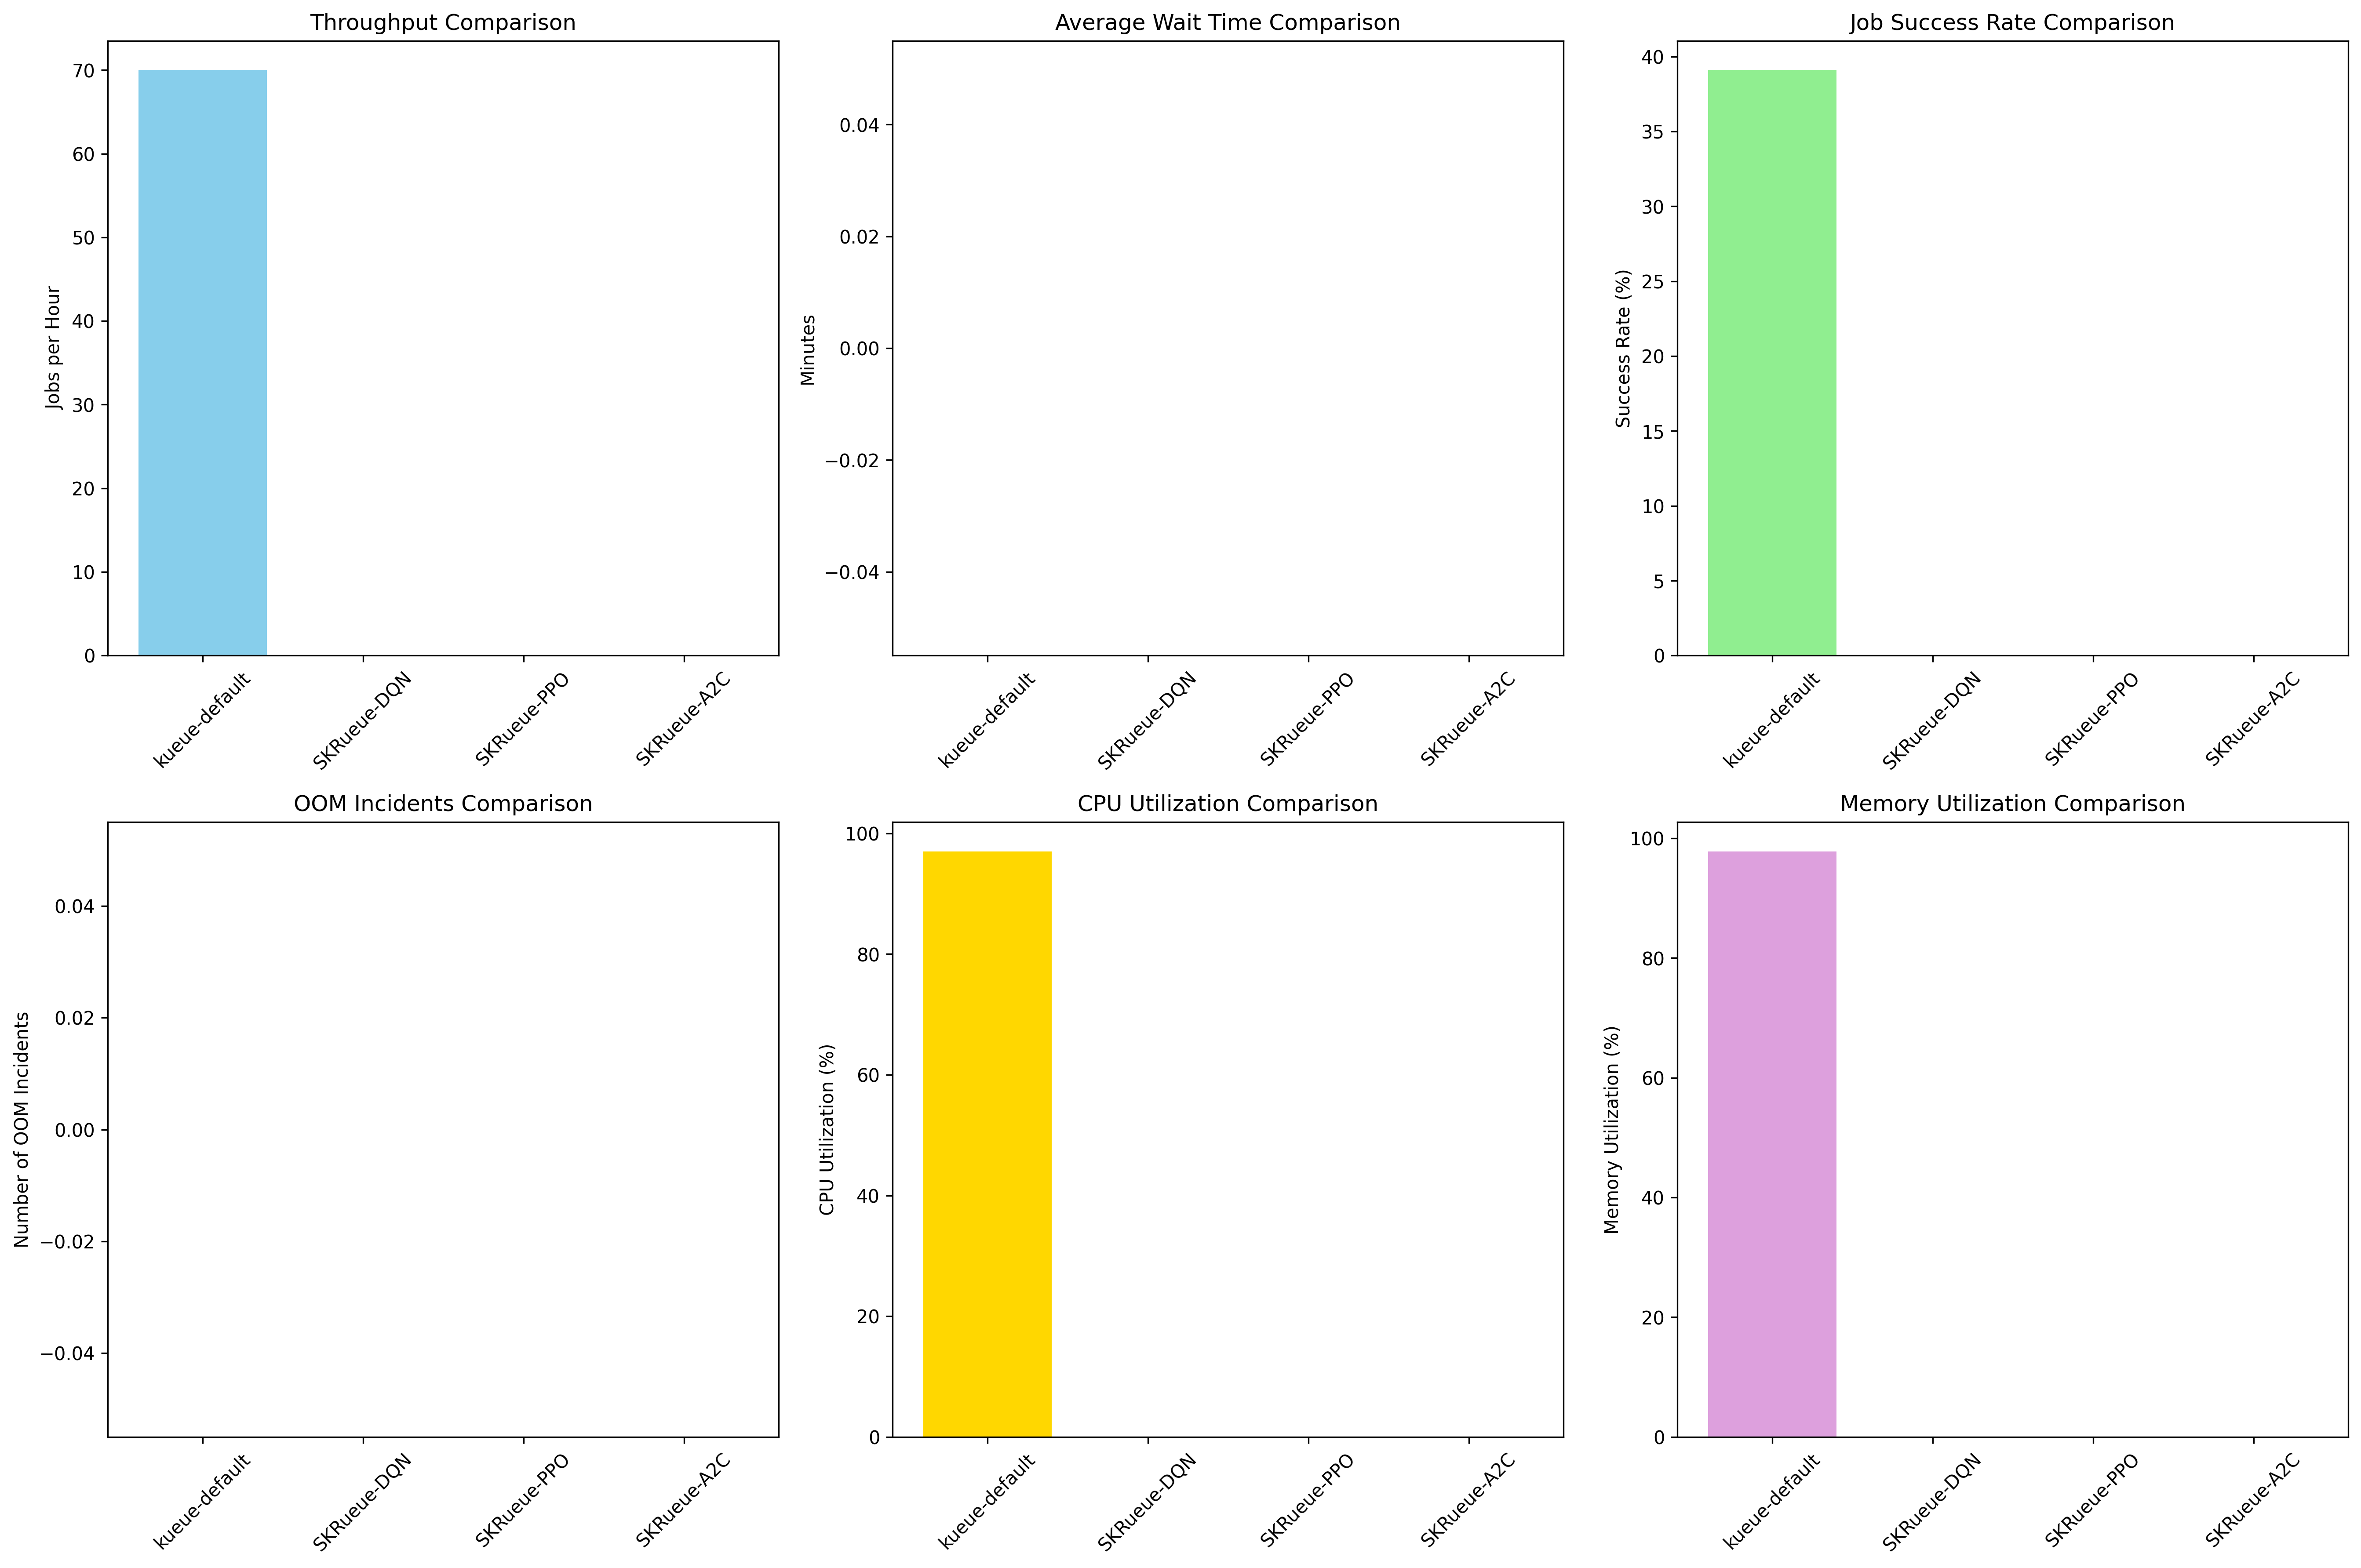 Throughput Comparison
Jobs per Hour
70
60
50
40
30
20
10
0
kueue-default
SKRueue-DQN
SKRueue-PPO
SKRueue-A2C
Average Wait Time Comparison
Minutes
0.04
0.02
0.00
−0.02
−0.04
kueue-default
SKRueue-DQN
SKRueue-PPO
SKRueue-A2C
Job Success Rate Comparison
Success Rate (%)
40
35
30
25
20
15
10
5
0
kueue-default
SKRueue-DQN
SKRueue-PPO
SKRueue-A2C
OOM Incidents Comparison
Number of OOM Incidents
0.04
0.02
0.00
−0.02
−0.04
kueue-default
SKRueue-DQN
SKRueue-PPO
SKRueue-A2C
CPU Utilization Comparison
CPU Utilization (%)
100
80
60
40
20
0
kueue-default
SKRueue-DQN
SKRueue-PPO
SKRueue-A2C
Memory Utilization Comparison
Memory Utilization (%)
100
80
60
40
20
0
kueue-default
SKRueue-DQN
SKRueue-PPO
SKRueue-A2C